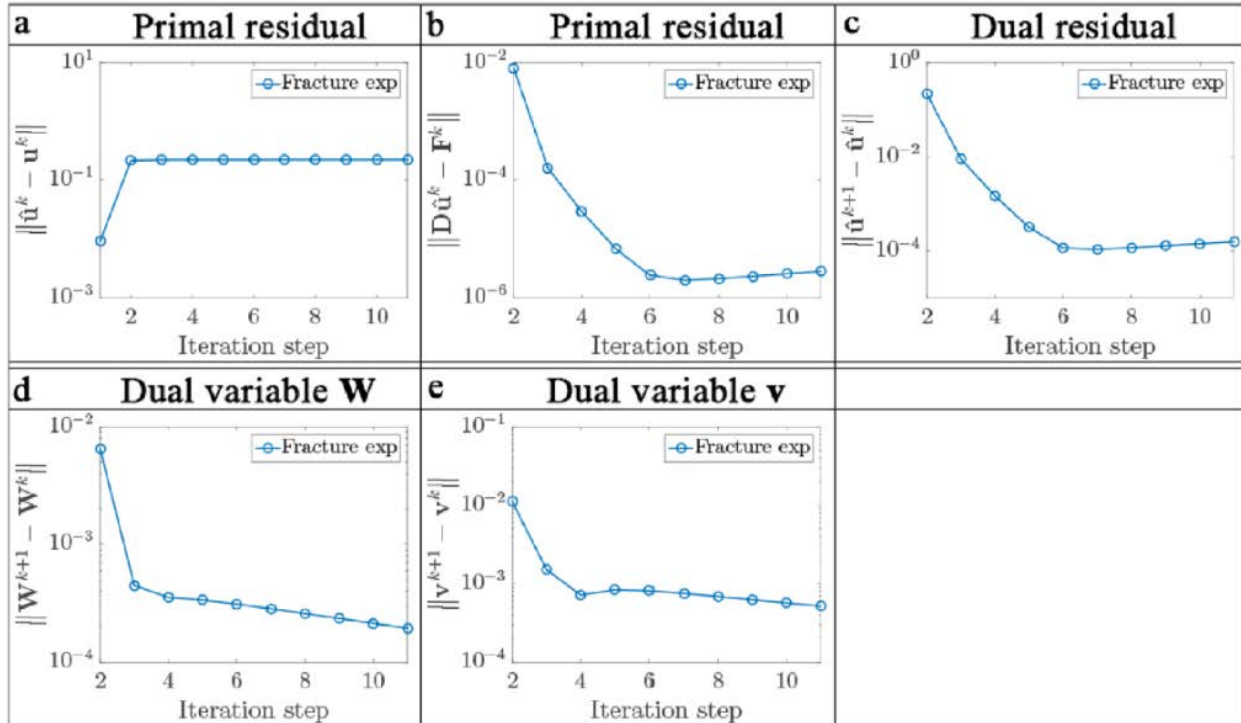 a Primal residual
10¹
10⁻¹
10⁻³
‖û^k − u^k‖
Fracture exp
2 4 6 8 10
Iteration step
b Primal residual
10⁻²
10⁻⁴
10⁻⁶
‖Dû^k − F^k‖
Fracture exp
2 4 6 8 10
Iteration step
c Dual residual
10⁰
10⁻²
10⁻⁴
‖û^{k+1} − û^k‖
Fracture exp
2 4 6 8 10
Iteration step
d Dual variable W
10⁻²
10⁻³
10⁻⁴
‖W^{k+1} − W^k‖
Fracture exp
2 4 6 8 10
Iteration step
e Dual variable v
10⁻¹
10⁻²
10⁻³
10⁻⁴
‖v^{k+1} − v^k‖
Fracture exp
2 4 6 8 10
Iteration step